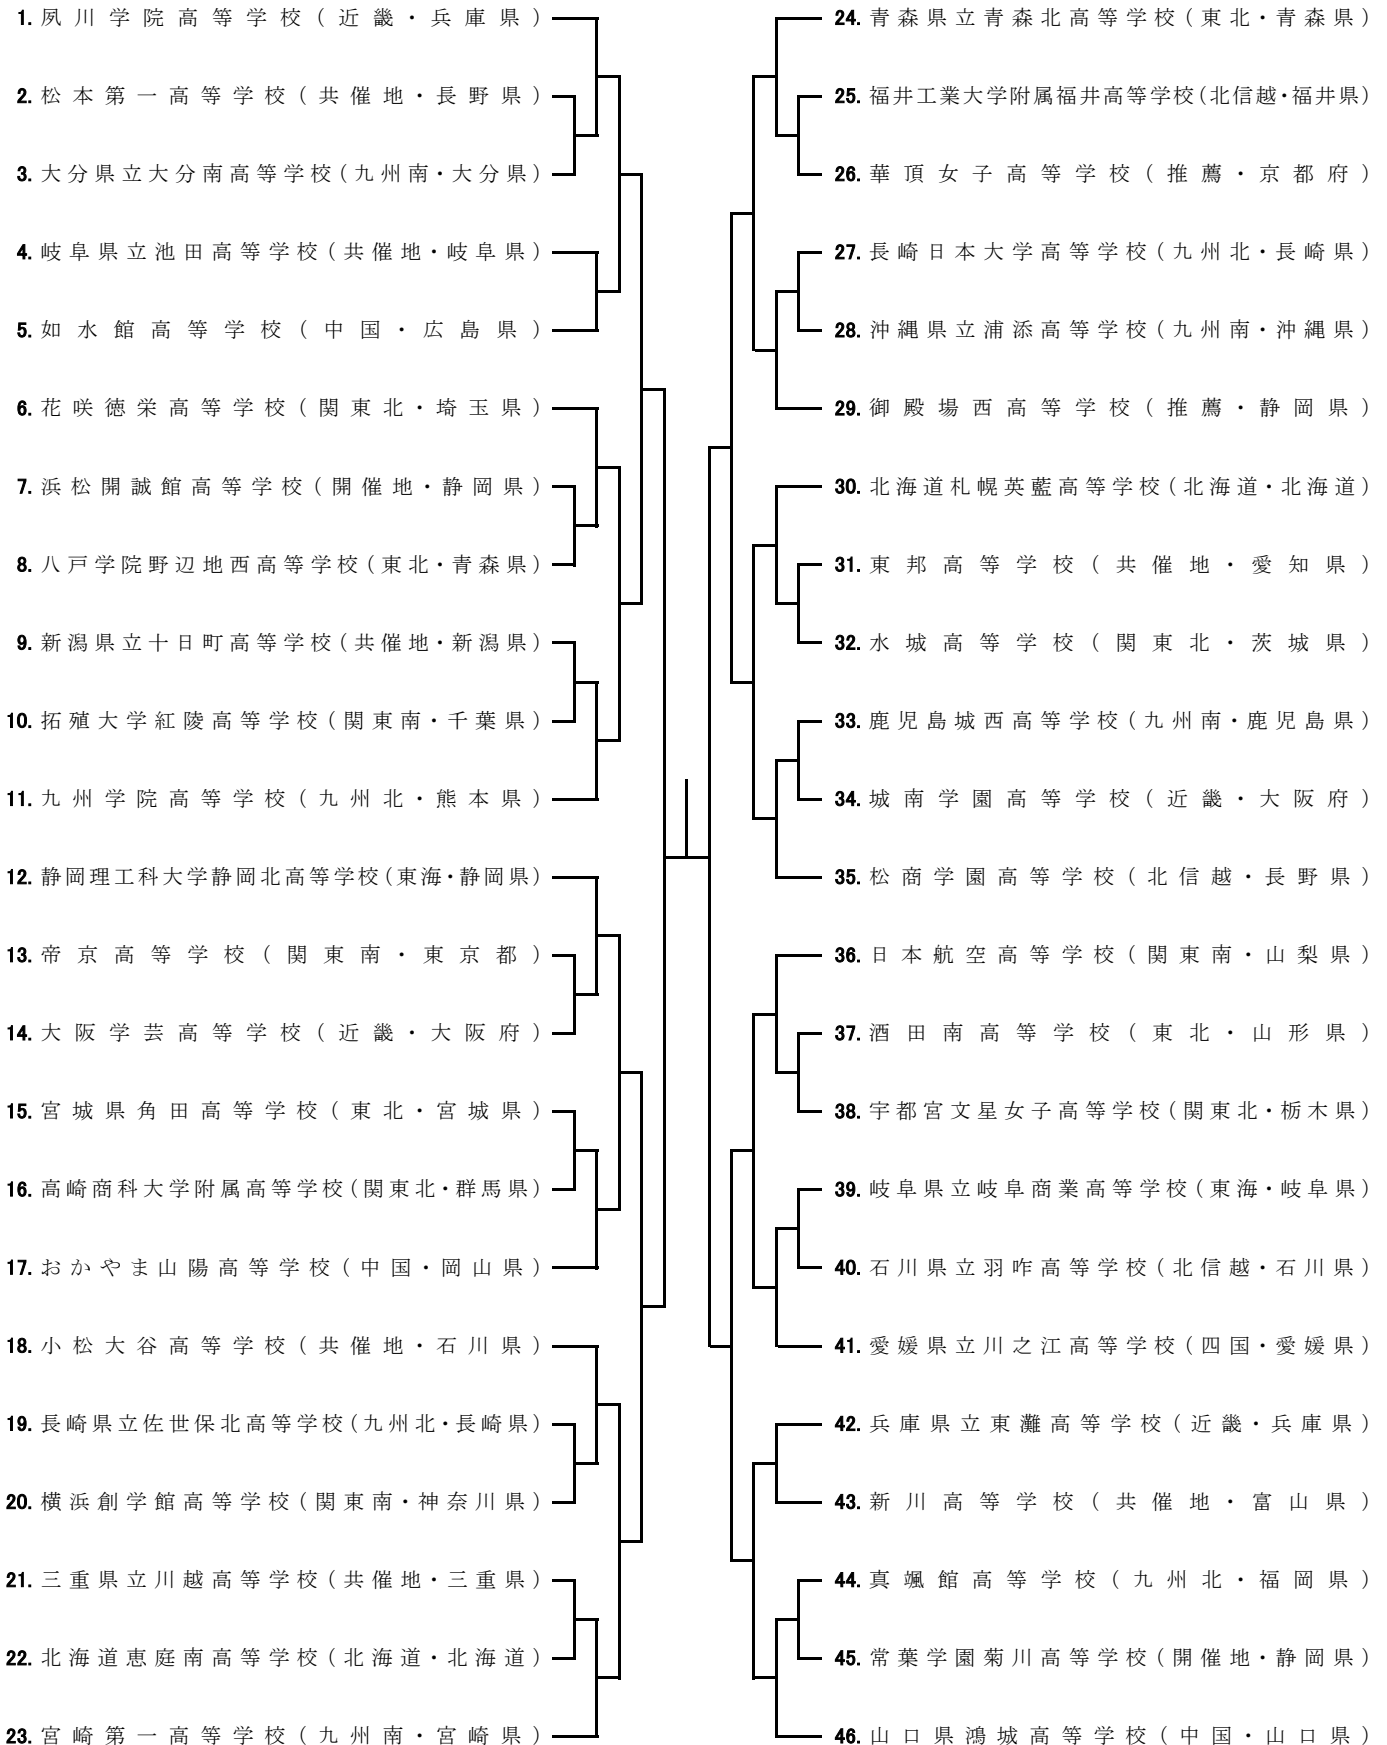 1. 夙川学院高等学校(近畿・兵庫県)
2. 松本第一高等学校(共催地・長野県)
3. 大分県立大分南高等学校(九州南・大分県)
4. 岐阜県立池田高等学校(共催地・岐阜県)
5. 如水館高等学校(中国・広島県)
6. 花咲徳栄高等学校(関東北・埼玉県)
7. 浜松開誠館高等学校(開催地・静岡県)
8. 八戸学院野辺地西高等学校(東北・青森県)
9. 新潟県立十日町高等学校(共催地・新潟県)
10. 拓殖大学紅陵高等学校(関東南・千葉県)
11. 九州学院高等学校(九州北・熊本県)
12. 静岡理工科大学静岡北高等学校(東海・静岡県)
13. 帝京高等学校(関東南・東京都)
14. 大阪学芸高等学校(近畿・大阪府)
15. 宮城県角田高等学校(東北・宮城県)
16. 高崎商科大学附属高等学校(関東北・群馬県)
17. おかやま山陽高等学校(中国・岡山県)
18. 小松大谷高等学校(共催地・石川県)
19. 長崎県立佐世保北高等学校(九州北・長崎県)
20. 横浜創学館高等学校(関東南・神奈川県)
21. 三重県立川越高等学校(共催地・三重県)
22. 北海道恵庭南高等学校(北海道・北海道)
23. 宮崎第一高等学校(九州南・宮崎県)
24. 青森県立青森北高等学校(東北・青森県)
25. 福井工業大学附属福井高等学校(北信越・福井県)
26. 華頂女子高等学校(推薦・京都府)
27. 長崎日本大学高等学校(九州北・長崎県)
28. 沖縄県立浦添高等学校(九州南・沖縄県)
29. 御殿場西高等学校(推薦・静岡県)
30. 北海道札幌英藍高等学校(北海道・北海道)
31. 東邦高等学校(共催地・愛知県)
32. 水城高等学校(関東北・茨城県)
33. 鹿児島城西高等学校(九州南・鹿児島県)
34. 城南学園高等学校(近畿・大阪府)
35. 松商学園高等学校(北信越・長野県)
36. 日本航空高等学校(関東南・山梨県)
37. 酒田南高等学校(東北・山形県)
38. 宇都宮文星女子高等学校(関東北・栃木県)
39. 岐阜県立岐阜商業高等学校(東海・岐阜県)
40. 石川県立羽咋高等学校(北信越・石川県)
41. 愛媛県立川之江高等学校(四国・愛媛県)
42. 兵庫県立東灘高等学校(近畿・兵庫県)
43. 新川高等学校(共催地・富山県)
44. 真颯館高等学校(九州北・福岡県)
45. 常葉学園菊川高等学校(開催地・静岡県)
46. 山口県鴻城高等学校(中国・山口県)